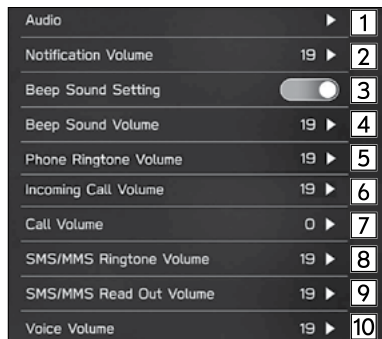 Audio 1
Notification Volume 19 2
Beep Sound Setting 3
Beep Sound Volume 19 4
Phone Ringtone Volume 19 5
Incoming Call Volume 19 6
Call Volume 0 7
SMS/MMS Ringtone Volume 19 8
SMS/MMS Read Out Volume 19 9
Voice Volume 19 10